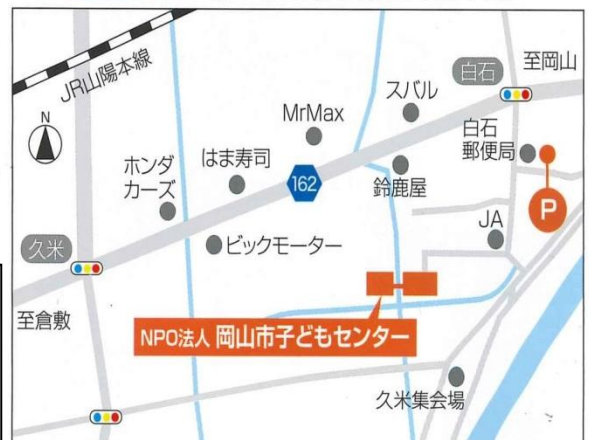 JR山陽本線
N
白石
至岡山
スバル
MrMax
白石
郵便局
はま寿司
ホンダ
カーズ
162
鈴鹿屋
P
JA
久米
ビックモーター
至倉敷
NPO法人 岡山市子どもセンター
久米集会場